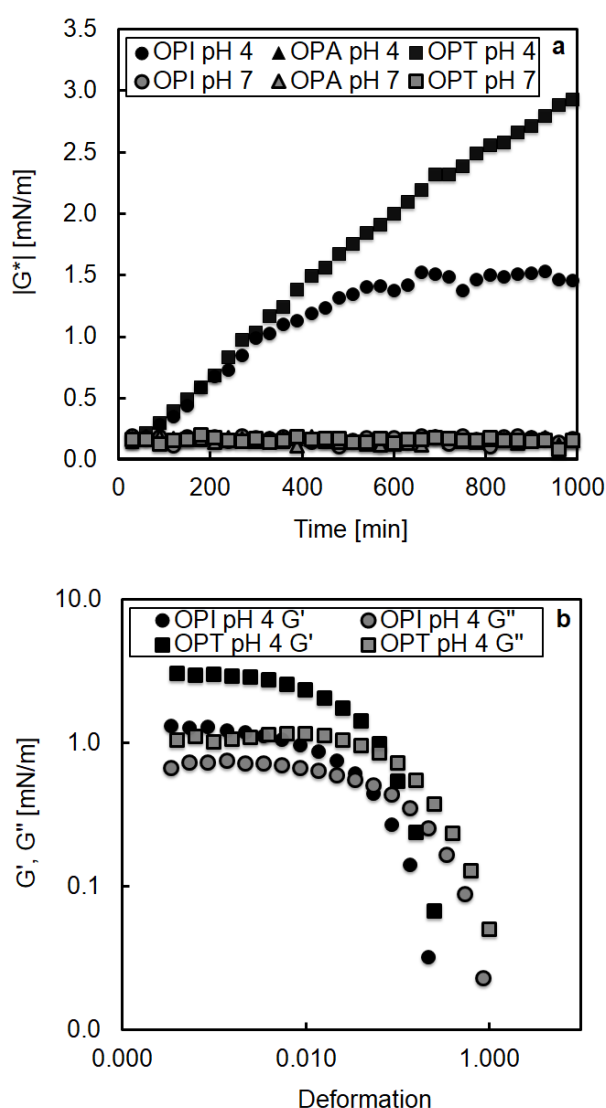 3.5
OPI pH 4 OPA pH 4 OPT pH 4 a
OPI pH 7 OPA pH 7 OPT pH 7
3.0
2.5
2.0
1.5
1.0
0.5
0.0
|G*| [mN/m]
0 200 400 600 800 1000
Time [min]
10.0
OPI pH 4 G' OPI pH 4 G" b
OPT pH 4 G' OPT pH 4 G"
1.0
0.1
0.0
G', G" [mN/m]
0.000 0.010 1.000
Deformation